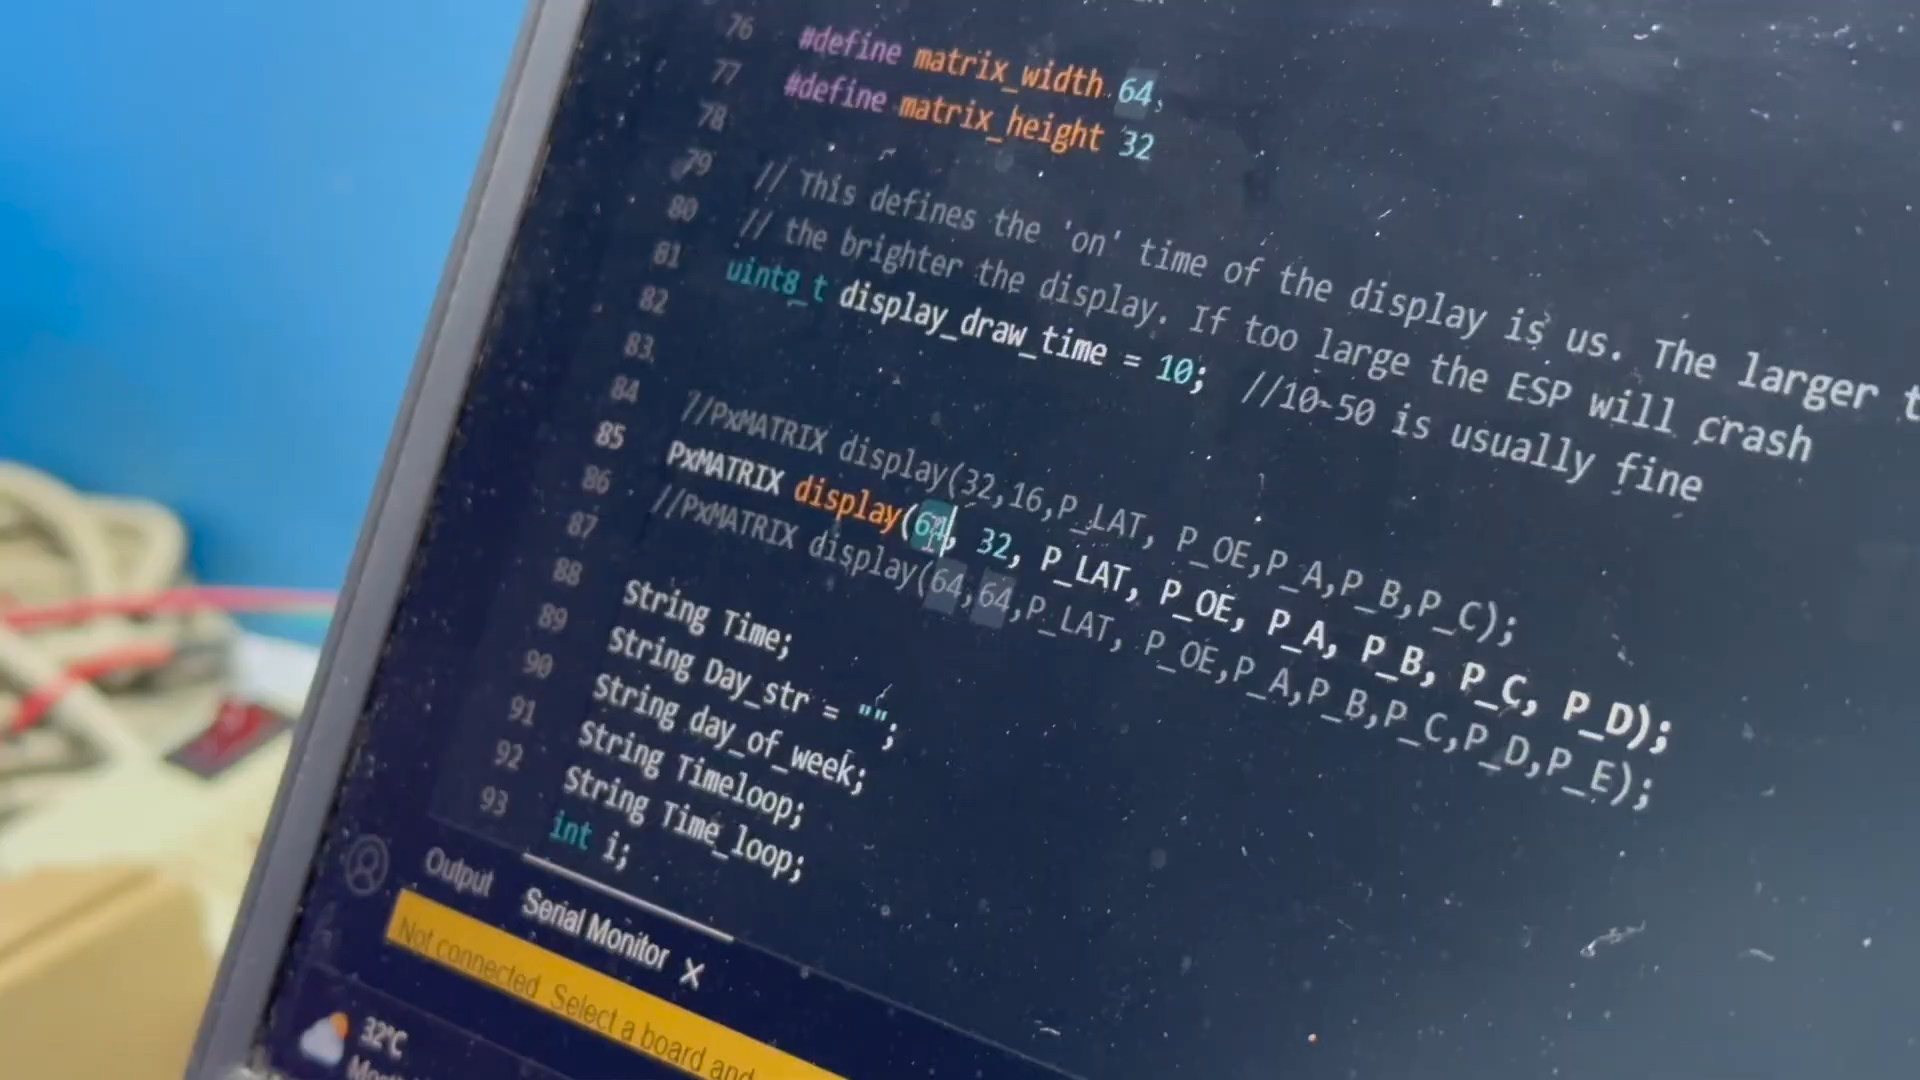 76 #define matrix_width 64
77 #define matrix_height 32
78
79 // This defines the 'on' time of the display is us. The larger t
80 // the brighter the display. If too large the ESP will crash
81 uint8_t display_draw_time = 10; //10-50 is usually fine
82
83
84 //PxMATRIX display(32,16,P_LAT, P_OE,P_A,P_B,P_C);
85 PxMATRIX display(64, 32, P_LAT, P_OE, P_A, P_B, P_C, P_D);
86 //PxMATRIX display(64,64,P_LAT, P_OE,P_A,P_B,P_C,P_D,P_E);
87
88 String Time;
89 String Day_str = "";
90 String day_of_week;
91 String Timeloop;
92 String Time_loop;
93 int i;
Output Serial Monitor X
Not connected. Select a board and
32°C